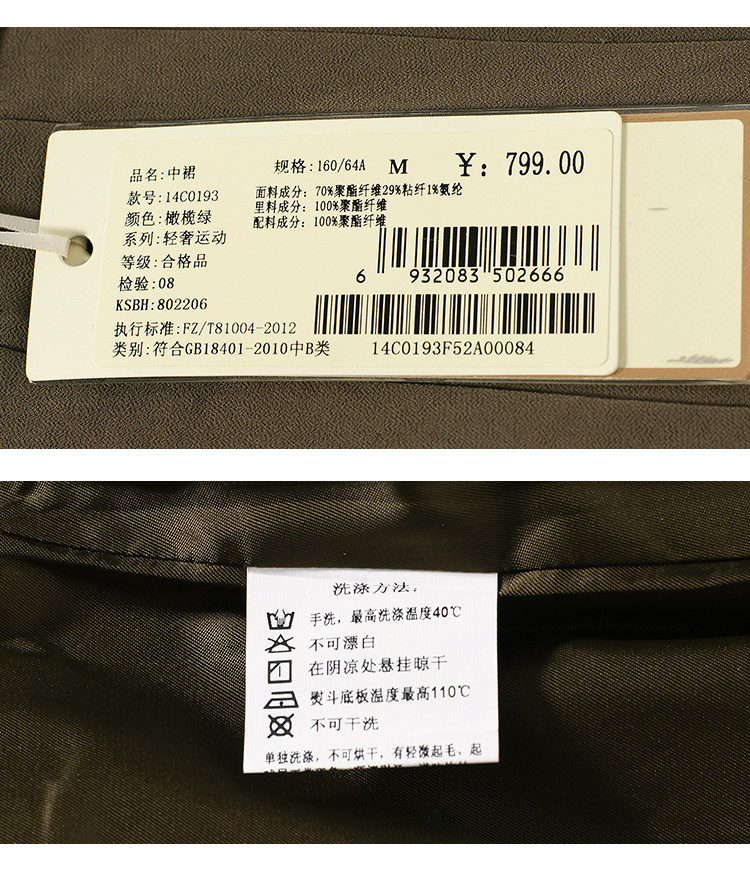 品名:中裙 规格:160/64A M ¥: 799.00
款号:14C0193
颜色:橄榄绿
系列:轻奢运动
等级:合格品
检验:08
KSBH:802206
执行标准:FZ/T81004-2012
类别:符合GB18401-2010中B类
面料成分: 70%聚酯纤维29%粘纤1%氨纶
里料成分: 100%聚酯纤维
配料成分: 100%聚酯纤维
6 932083 502666
14C0193F52A00084
洗涤方法:
手洗，最高洗涤温度40℃
不可漂白
在阴凉处悬挂晾干
熨斗底板温度最高110℃
不可干洗
单独洗涤，不可烘干，有轻微起毛、起